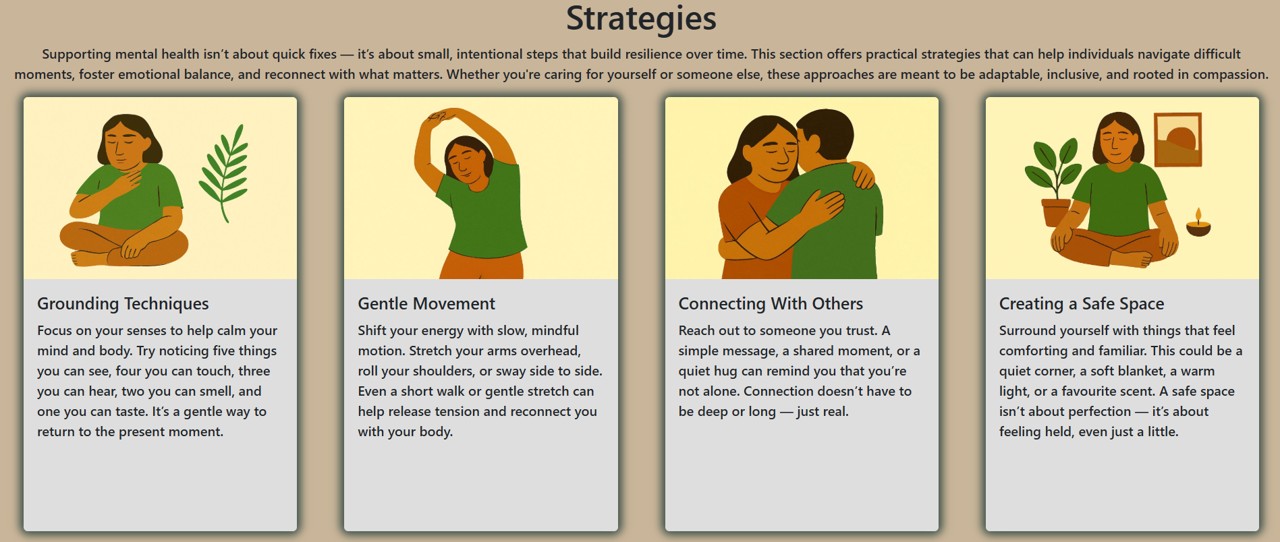 Strategies
Supporting mental health isn’t about quick fixes — it’s about small, intentional steps that build resilience over time. This section offers practical strategies that can help individuals navigate difficult
moments, foster emotional balance, and reconnect with what matters. Whether you're caring for yourself or someone else, these approaches are meant to be adaptable, inclusive, and rooted in compassion.
Grounding Techniques
Focus on your senses to help calm your
mind and body. Try noticing five things
you can see, four you can touch, three
you can hear, two you can smell, and
one you can taste. It’s a gentle way to
return to the present moment.
Gentle Movement
Shift your energy with slow, mindful
motion. Stretch your arms overhead,
roll your shoulders, or sway side to side.
Even a short walk or gentle stretch can
help release tension and reconnect you
with your body.
Connecting With Others
Reach out to someone you trust. A
simple message, a shared moment, or a
quiet hug can remind you that you’re
not alone. Connection doesn’t have to
be deep or long — just real.
Creating a Safe Space
Surround yourself with things that feel
comforting and familiar. This could be a
quiet corner, a soft blanket, a warm
light, or a favourite scent. A safe space
isn’t about perfection — it’s about
feeling held, even just a little.